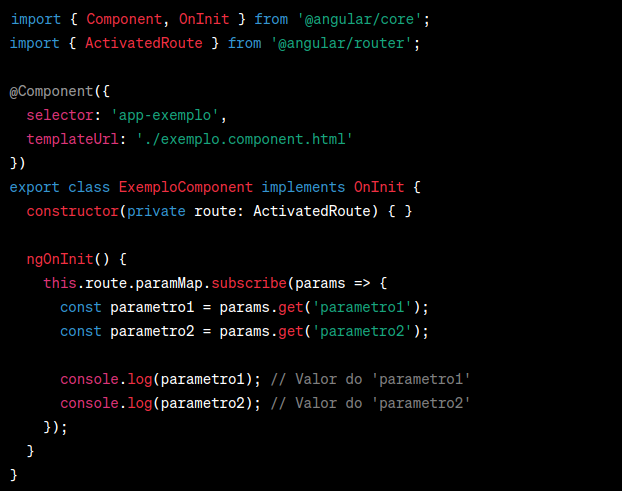 import { Component, OnInit } from '@angular/core';
import { ActivatedRoute } from '@angular/router';

@Component({
  selector: 'app-exemplo',
  templateUrl: './exemplo.component.html'
})
export class ExemploComponent implements OnInit {
  constructor(private route: ActivatedRoute) { }

  ngOnInit() {
    this.route.paramMap.subscribe(params => {
      const parametro1 = params.get('parametro1');
      const parametro2 = params.get('parametro2');

      console.log(parametro1); // Valor do 'parametro1'
      console.log(parametro2); // Valor do 'parametro2'
    });
  }
}